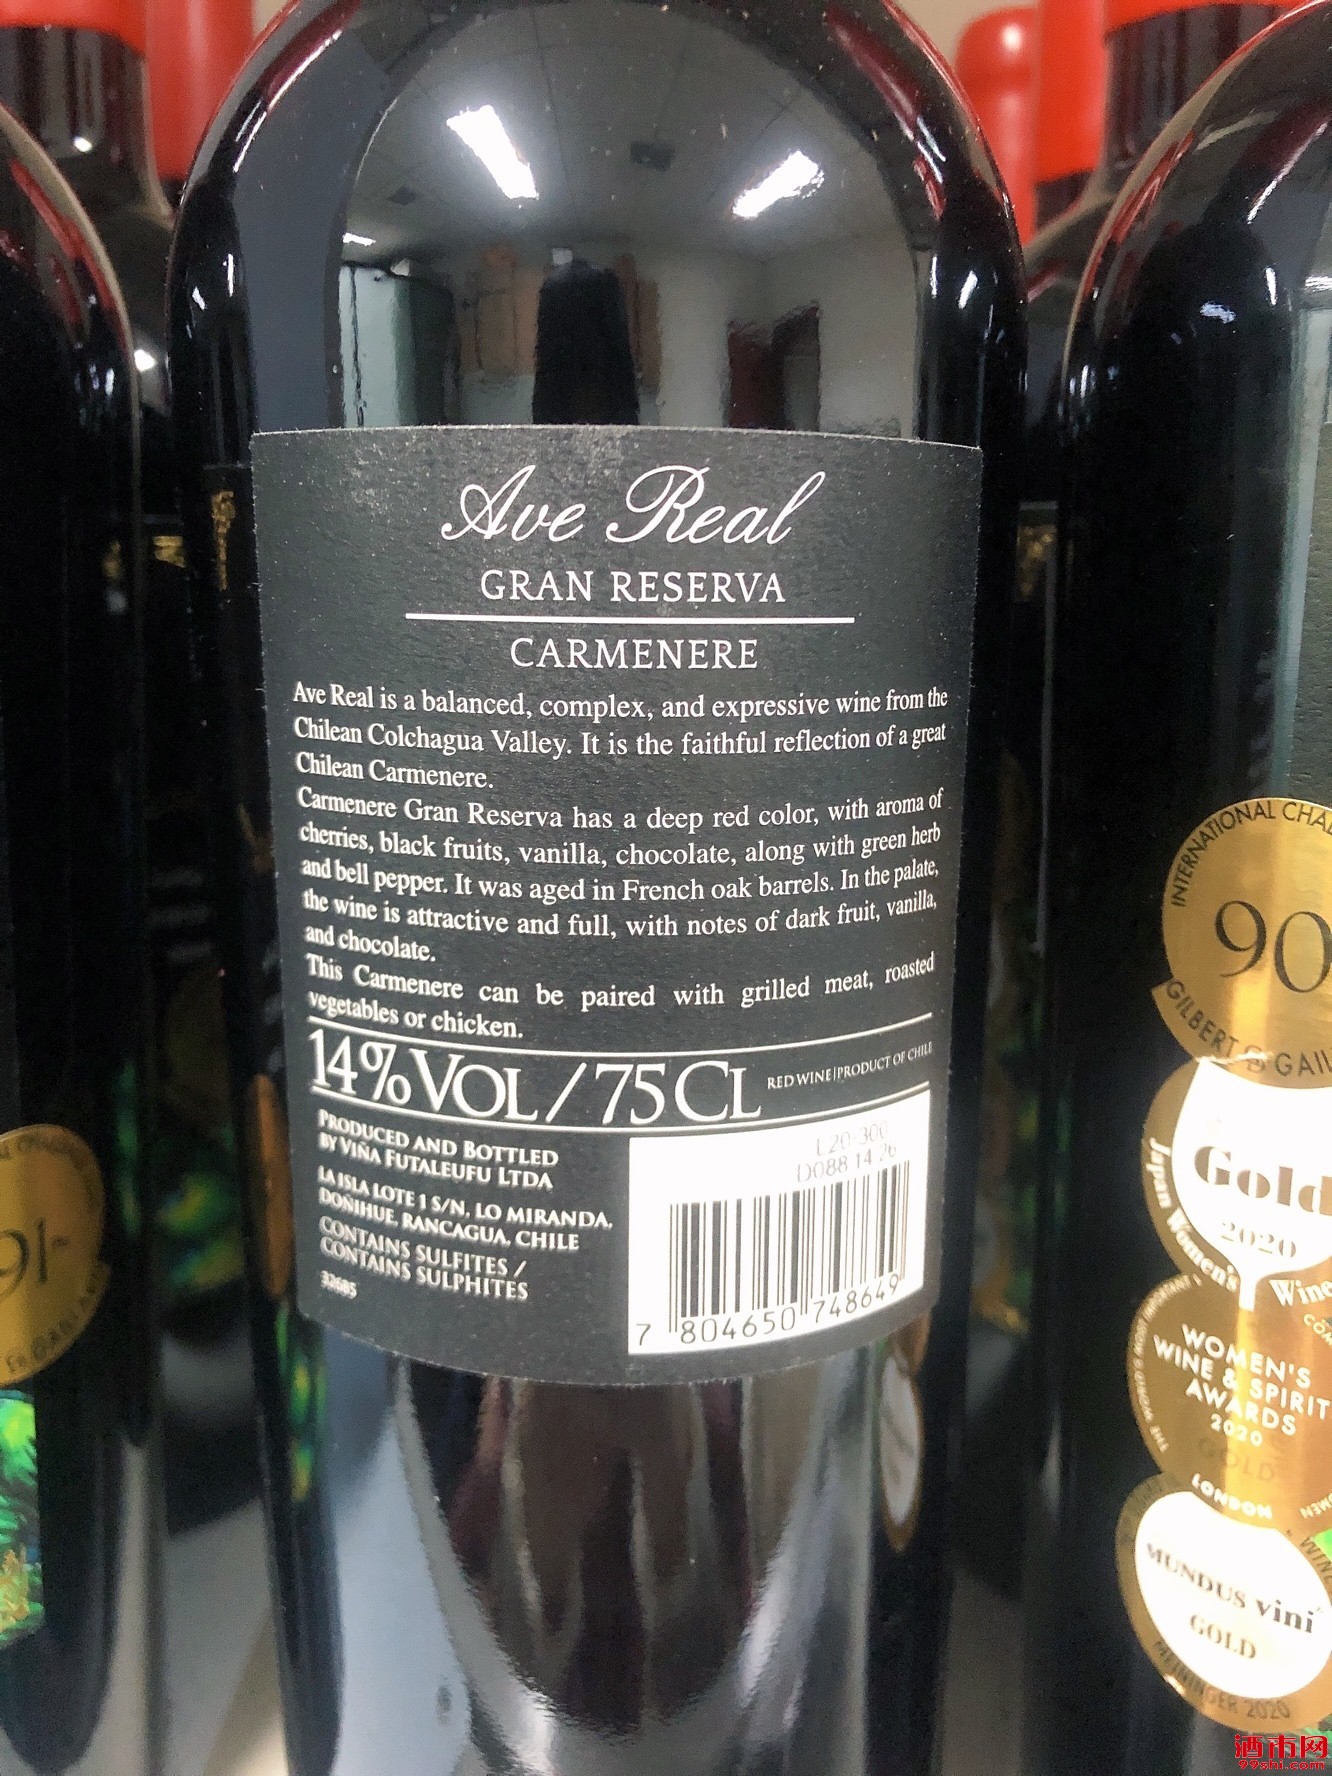 Ave Real
GRAN RESERVA
CARMENERE
Ave Real is a balanced, complex, and expressive wine from the
Chilean Colchagua Valley. It is the faithful reflection of a great
Chilean Carmenere.
Carmenere Gran Reserva has a deep red color, with aroma of
cherries, black fruits, vanilla, chocolate, along with green herb
and bell pepper. It was aged in French oak barrels. In the palate,
the wine is attractive and full, with notes of dark fruit, vanilla,
and chocolate.
This Carmenere can be paired with grilled meat, roasted
vegetables or chicken.
14% VOL / 75 CL RED WINE | PRODUCT OF CHILE
PRODUCED AND BOTTLED
BY VIÑA FUTALEUFU LTDA
LA ISLA LOTE 1 S/N, LO MIRANDA,
DOÑIHUE, RANCAGUA, CHILE
CONTAINS SULFITES /
CONTAINS SULPHITES
32685
L20-300
D088 14 26
7 804650 748649
91
INTERNATIONAL
90
GILBERT & GAIL
Gold
2020
Japan Women's Wine
WOMEN'S
WINE & SPIRIT
AWARDS
2020
GOLD
LONDON
MUNDUS vini
GOLD
MEININGER 2020
酒市网
99shi.com